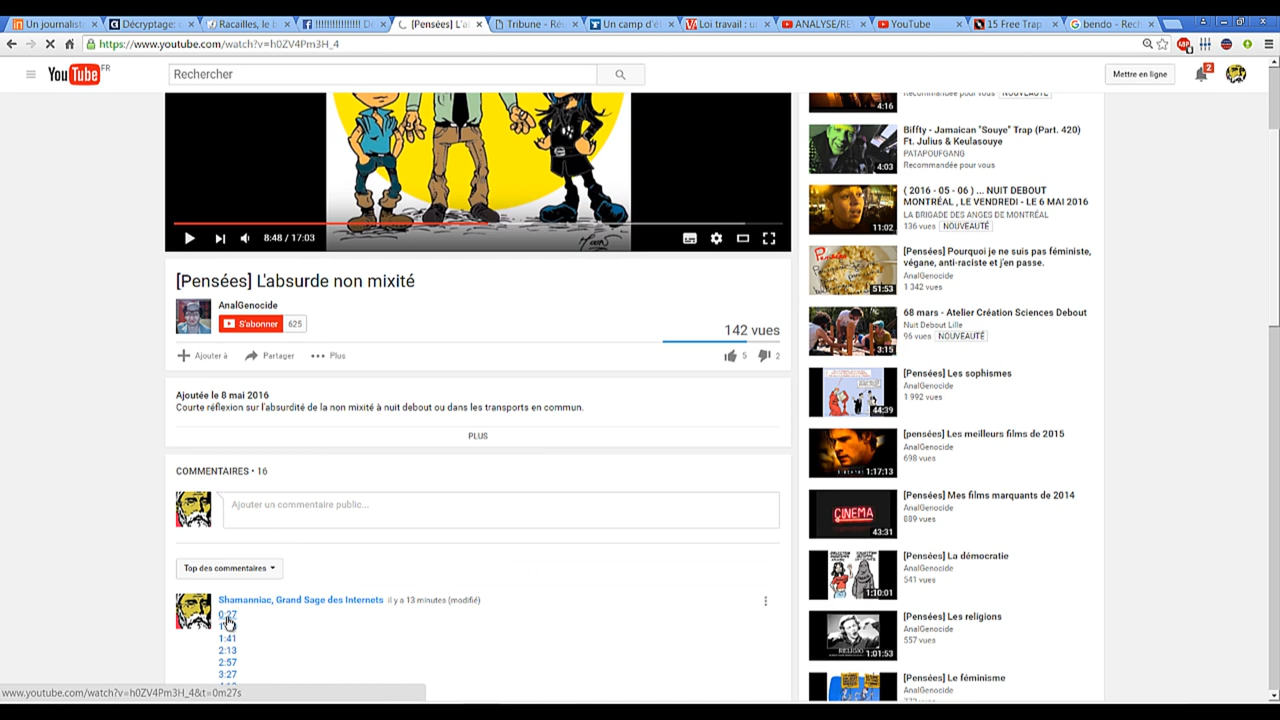 Un journalist
Décryptage: c
Racailles, le b
!!!!!!!!!!!!!!!! Dé
[Pensées] L'a
Tribune - Rés
Un camp d'é
Loi travail : u
ANALYSE/RE
YouTube
15 Free Trap
bendo - Rech
https://www.youtube.com/watch?v=h0ZV4Pm3H_4
YouTube FR
Rechercher
Mettre en ligne
2
8:48 / 17:03
[Pensées] L'absurde non mixité
AnalGenocide
S'abonner 625
142 vues
Ajouter à Partager ••• Plus
5 2
Ajoutée le 8 mai 2016
Courte réflexion sur l'absurdité de la non mixité à nuit debout ou dans les transports en commun.
PLUS
COMMENTAIRES • 16
Ajouter un commentaire public...
Top des commentaires
Shamanniac, Grand Sage des Internets il y a 13 minutes (modifié)
0:27
1:41
2:13
2:57
3:27
www.youtube.com/watch?v=h0ZV4Pm3H_4&t=0m27s
Recommandée pour vous NOUVEAUTÉ
4:16
Biffty - Jamaican "Souye" Trap (Part. 420)
Ft. Julius & Keulasouye
PATAPOUFGANG
Recommandée pour vous
4:03
( 2016 - 05 - 06 ) ... NUIT DEBOUT
MONTRÉAL , LE VENDREDI - LE 6 MAI 2016
LA BRIGADE DES ANGES DE MONTRÉAL
136 vues NOUVEAUTÉ
11:02
[Pensées] Pourquoi je ne suis pas féministe,
végane, anti-raciste et j'en passe.
AnalGenocide
1 342 vues
51:53
68 mars - Atelier Création Sciences Debout
Nuit Debout Lille
96 vues NOUVEAUTÉ
3:15
[Pensées] Les sophismes
AnalGenocide
1 992 vues
44:39
[pensées] Les meilleurs films de 2015
AnalGenocide
698 vues
1:17:13
[Pensées] Mes films marquants de 2014
AnalGenocide
889 vues
CINEMA
43:31
[Pensées] La démocratie
AnalGenocide
541 vues
1:10:01
[Pensées] Les religions
AnalGenocide
557 vues
RELIGIO
1:01:53
[Pensées] Le féminisme
AnalGenocide